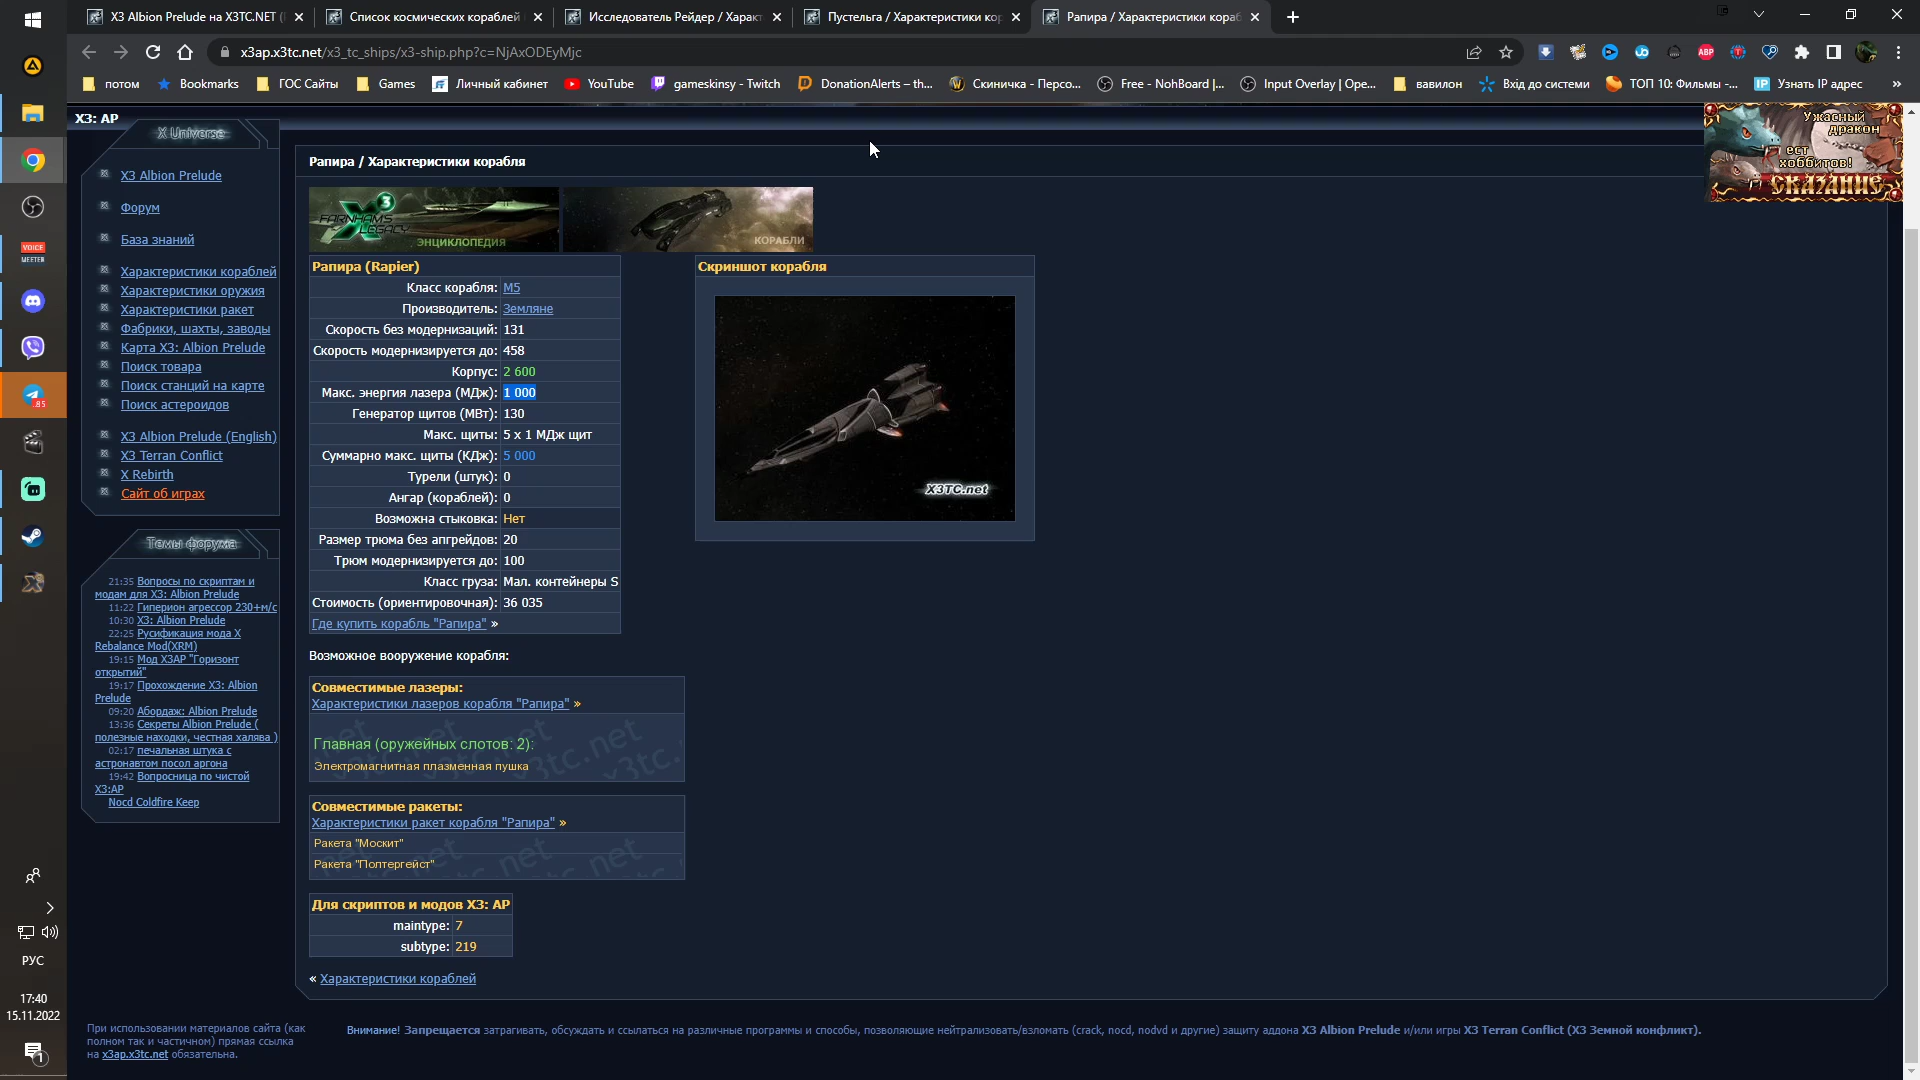 X3 Albion Prelude на X3TC.NET (
Список космических кораблей
Исследователь Рейдер / Характ
Пустельга / Характеристики кор
Рапира / Характеристики кораб
x3ap.x3tc.net/x3_tc_ships/x3-ship.php?c=NjAxODEyMjc
потом
Bookmarks
ГОС Сайты
Games
Личный кабинет
YouTube
gameskinsy - Twitch
DonationAlerts – th...
Скиничка - Персо...
Free - NohBoard |...
Input Overlay | Ope...
вавилон
Вхід до системи
ТОП 10: Фильмы -...
Узнать IP адрес
X3: AP
X Universe
X3 Albion Prelude
Форум
База знаний
Характеристики кораблей
Характеристики оружия
Характеристики ракет
Фабрики, шахты, заводы
Карта X3: Albion Prelude
Поиск товара
Поиск станций на карте
Поиск астероидов
X3 Albion Prelude (English)
X3 Terran Conflict
X Rebirth
Сайт об играх
Темы форума
21:35 Вопросы по скриптам и
модам для X3: Albion Prelude
11:22 Гиперион агрессор 230+м/с
10:30 X3: Albion Prelude
22:25 Русификация мода X
Rebalance Mod(XRM)
19:15 Мод X3AP "Горизонт
открытий"
19:17 Прохождение X3: Albion
Prelude
09:20 Абордаж: Albion Prelude
13:36 Секреты Albion Prelude (
полезные находки, честная халява )
02:17 печальная штука с
астронавтом посол аргона
19:42 Вопросница по чистой
X3:AP
Nocd Coldfire Keep
Рапира / Характеристики корабля
X3
FARNHAMS
LEGACY
ЭНЦИКЛОПЕДИЯ
КОРАБЛИ
Рапира (Rapier)
Класс корабля: M5
Производитель: Земляне
Скорость без модернизаций: 131
Скорость модернизируется до: 458
Корпус: 2 600
Макс. энергия лазера (МДж): 1 000
Генератор щитов (МВт): 130
Макс. щиты: 5 x 1 МДж щит
Суммарно макс. щиты (КДж): 5 000
Турели (штук): 0
Ангар (кораблей): 0
Возможна стыковка: Нет
Размер трюма без апгрейдов: 20
Трюм модернизируется до: 100
Класс груза: Мал. контейнеры S
Стоимость (ориентировочная): 36 035
Где купить корабль "Рапира" »
Скриншот корабля
X3TC.net
Возможное вооружение корабля:
Совместимые лазеры:
Характеристики лазеров корабля "Рапира" »
Главная (оружейных слотов: 2):
Электромагнитная плазменная пушка
Совместимые ракеты:
Характеристики ракет корабля "Рапира" »
Ракета "Москит"
Ракета "Полтергейст"
Для скриптов и модов X3: AP
maintype: 7
subtype: 219
« Характеристики кораблей
Ужасный
дракон
ест
хоббитов!
СКАЗАНИЕ
При использовании материалов сайта (как
полном так и частичном) прямая ссылка
на x3ap.x3tc.net обязательна.
Внимание! Запрещается затрагивать, обсуждать и ссылаться на различные программы и способы, позволяющие нейтрализовать/взломать (crack, nocd, nodvd и другие) защиту аддона X3 Albion Prelude и/или игры X3 Terran Conflict (X3 Земной конфликт).
VOICE
MEETER
85
РУС
17:40
15.11.2022
1
ABP
IP